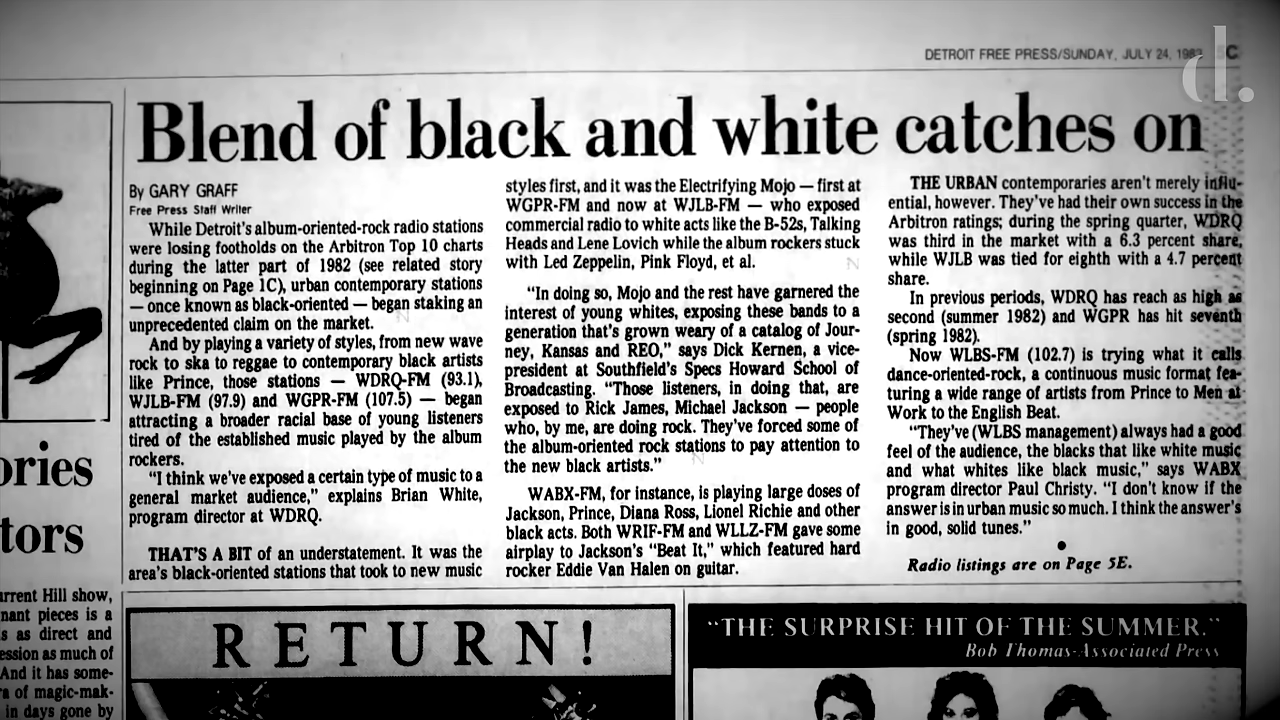 DETROIT FREE PRESS/SUNDAY, JULY 24, 1983
C
d.
Blend of black and white catches on
By GARY GRAFF
Free Press Staff Writer
While Detroit's album-oriented-rock radio stations
were losing footholds on the Arbitron Top 10 charts
during the latter part of 1982 (see related story
beginning on Page 1C), urban contemporary stations
— once known as black-oriented — began staking an
unprecedented claim on the market.
And by playing a variety of styles, from new wave
rock to ska to reggae to contemporary black artists
like Prince, those stations — WDRQ-FM (93.1),
WJLB-FM (97.9) and WGPR-FM (107.5) — began
attracting a broader racial base of young listeners
tired of the established music played by the album
rockers.
"I think we've exposed a certain type of music to a
general market audience," explains Brian White,
program director at WDRQ.
THAT'S A BIT of an understatement. It was the
area's black-oriented stations that took to new music
styles first, and it was the Electrifying Mojo — first at
WGPR-FM and now at WJLB-FM — who exposed
commercial radio to white acts like the B-52s, Talking
Heads and Lene Lovich while the album rockers stuck
with Led Zeppelin, Pink Floyd, et al.
"In doing so, Mojo and the rest have garnered the
interest of young whites, exposing these bands to a
generation that's grown weary of a catalog of Jour-
ney, Kansas and REO," says Dick Kernen, a vice-
president at Southfield's Specs Howard School of
Broadcasting. "Those listeners, in doing that, are
exposed to Rick James, Michael Jackson — people
who, by me, are doing rock. They've forced some of
the album-oriented rock stations to pay attention to
the new black artists."
WABX-FM, for instance, is playing large doses of
Jackson, Prince, Diana Ross, Lionel Richie and other
black acts. Both WRIF-FM and WLLZ-FM gave some
airplay to Jackson's "Beat It," which featured hard
rocker Eddie Van Halen on guitar.
THE URBAN contemporaries aren't merely influ-
ential, however. They've had their own success in the
Arbitron ratings; during the spring quarter, WDRQ
was third in the market with a 6.3 percent share,
while WJLB was tied for eighth with a 4.7 percent
share.
In previous periods, WDRQ has reach as high as
second (summer 1982) and WGPR has hit seventh
(spring 1982).
Now WLBS-FM (102.7) is trying what it calls
dance-oriented-rock, a continuous music format fea-
turing a wide range of artists from Prince to Men at
Work to the English Beat.
"They've (WLBS management) always had a good
feel of the audience, the blacks that like white music
and what whites like black music," says WABX
program director Paul Christy. "I don't know if the
answer is in urban music so much. I think the answer's
in good, solid tunes."
Radio listings are on Page 5E.
ories
tors
urrent Hill show,
nant pieces is a
s as direct and
ession as much of
And it has some-
ra of magic-mak-
in days gone by
RETURN!
"THE SURPRISE HIT OF THE SUMMER."
Bob Thomas-Associated Press